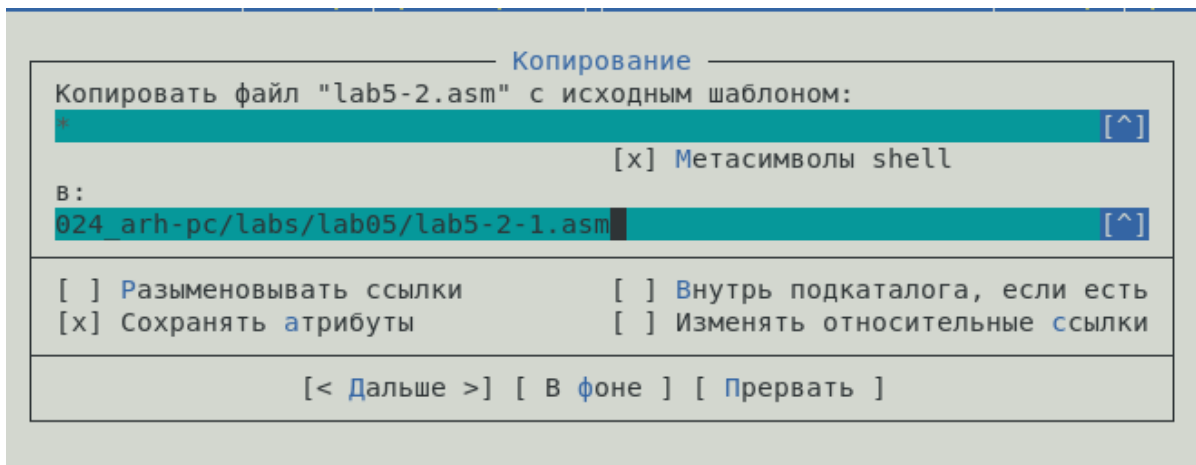 Копирование
Копировать файл "lab5-2.asm" с исходным шаблоном:
* [^]
[x] Метасимволы shell
в:
024_arh-pc/labs/lab05/lab5-2-1.asm [^]
[ ] Разыменовывать ссылки [ ] Внутрь подкаталога, если есть
[x] Сохранять атрибуты [ ] Изменять относительные ссылки
[< Дальше >] [ В фоне ] [ Прервать ]